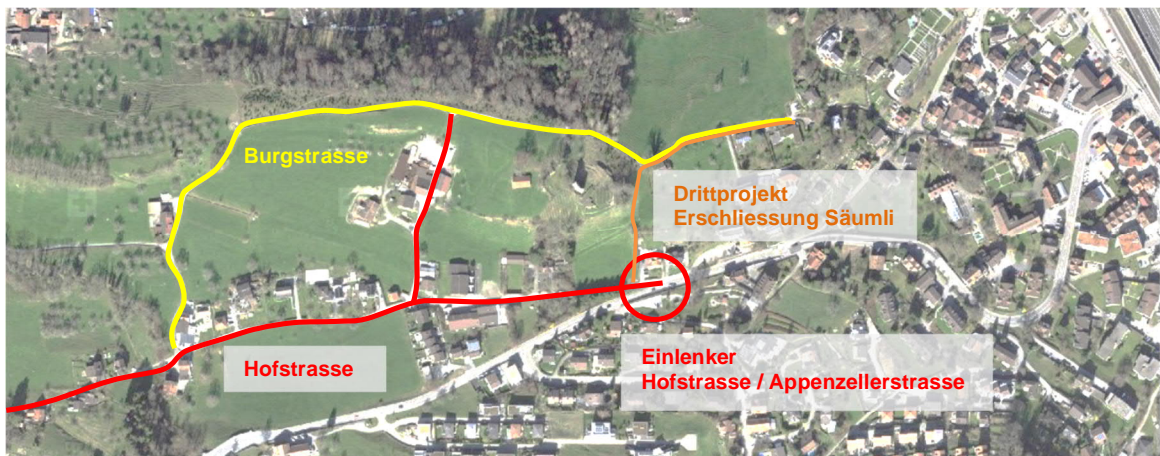 Burgstrasse
Drittprojekt
Erschliessung Säumli
Hofstrasse
Einlenker
Hofstrasse / Appenzellerstrasse